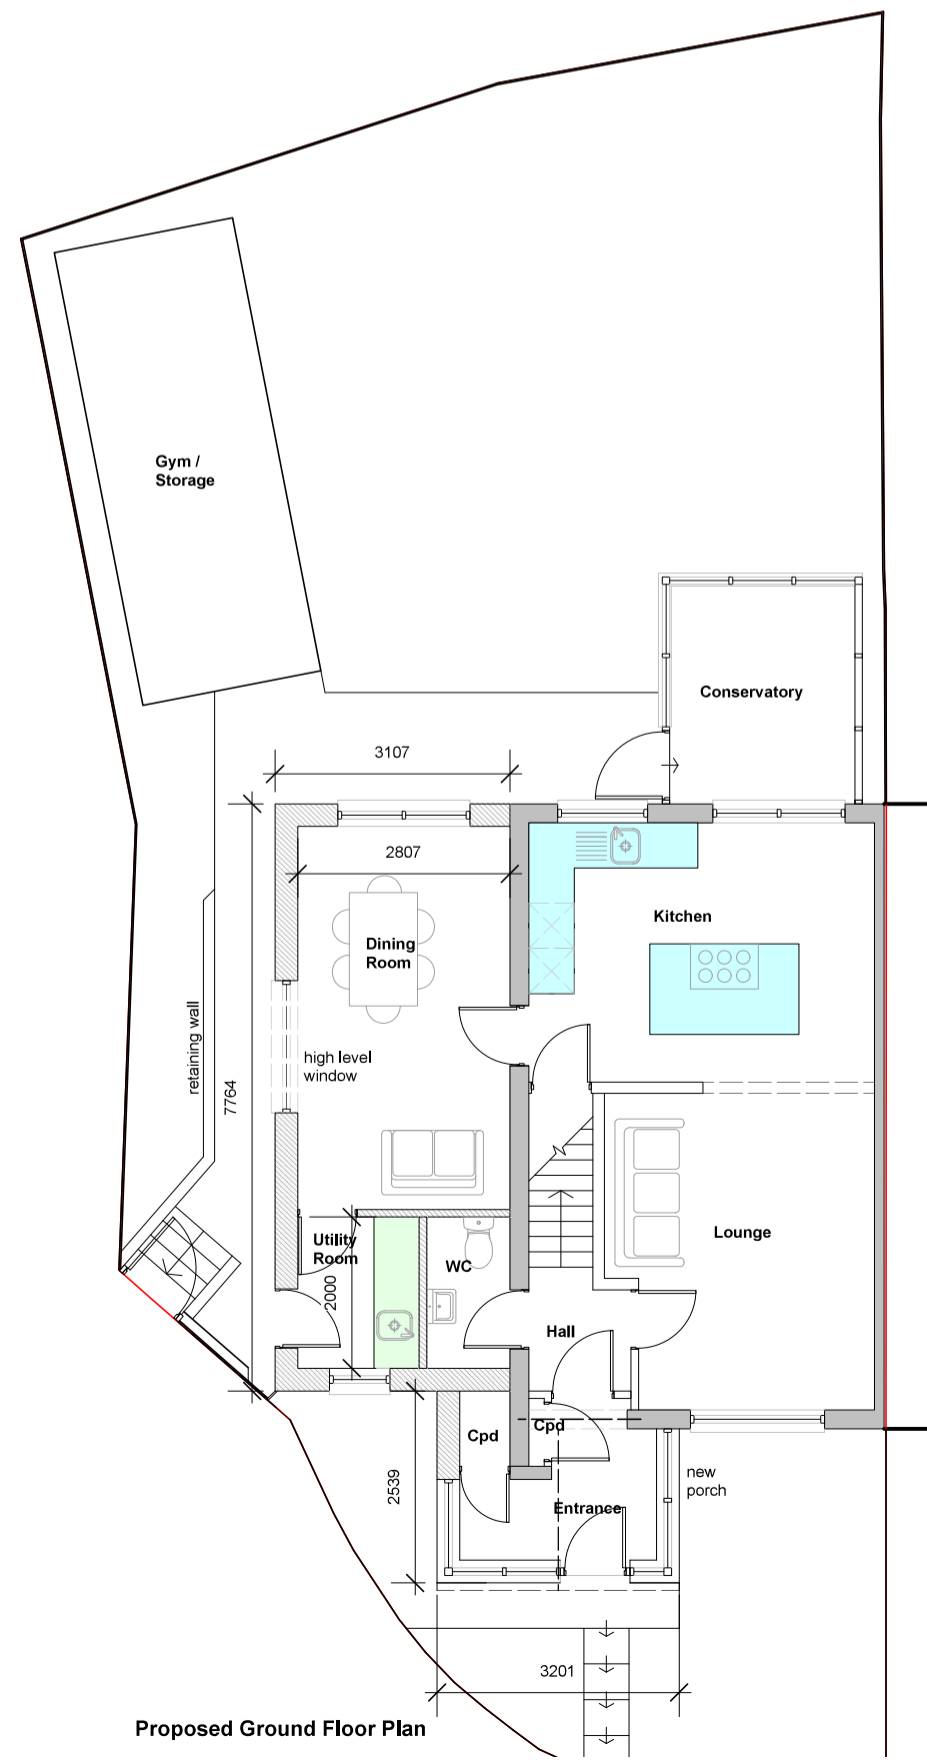 Gym /
Storage
Conservatory
3107
2807
Kitchen
Dining
Room
retaining wall
high level
window
7764
Utility
Room
WC
Lounge
2000
Hall
Cpd
Cpd
2539
new
porch
Entrance
3201
Proposed Ground Floor Plan